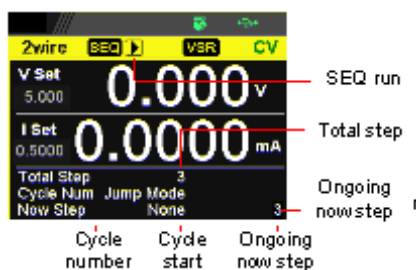 2wire SEQ VSR CV
V Set
5.000
0.000 V
SEQ run
I Set
0.5000
0.0000 mA
Total step
Total Step 3
Cycle Num Jump Mode
Now Step None 3
Ongoing
now step
Cycle
number
Cycle
start
Ongoing
now step